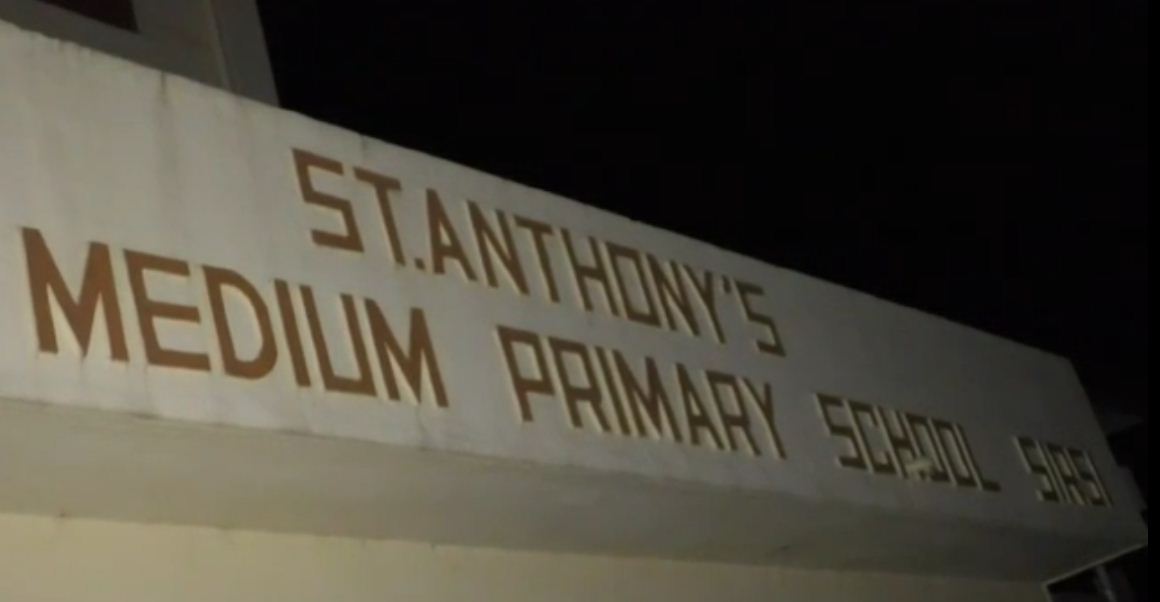 ST.ANTHONY'S
MEDIUM PRIMARY SCHOOL SIRSI